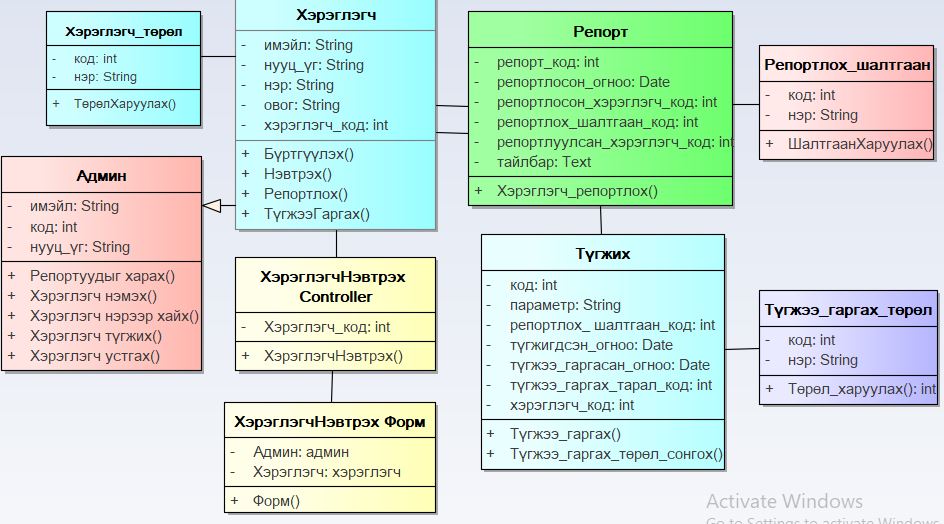 Хэрэглэгч_төрөл
- код: int
- нэр: String
+ ТөрөлХаруулах()
Хэрэглэгч
- имэйл: String
- нууц_үг: String
- нэр: String
- овог: String
- хэрэглэгч_код: int
+ Бүртгүүлэх()
+ Нэвтрэх()
+ Репортлох()
+ ТүгжээГаргах()
Репорт
- репорт_код: int
- репортлосон_огноо: Date
- репортлосон_хэрэглэгч_код: int
- репортлох_шалтгаан_код: int
- репортлуулсан_хэрэглэгч_код: int
- тайлбар: Text
+ Хэрэглэгч_репортлох()
Репортлох_шалтгаан
- код: int
- нэр: String
+ ШалтгаанХаруулах()
Админ
- имэйл: String
- код: int
- нууц_үг: String
+ Репортуудыг харах()
+ Хэрэглэгч нэмэх()
+ Хэрэглэгч нэрээр хайх()
+ Хэрэглэгч түгжих()
+ Хэрэглэгч устгах()
ХэрэглэгчНэвтрэх
Controller
- Хэрэглэгч_код: int
+ ХэрэглэгчНэвтрэх()
ХэрэглэгчНэвтрэх Форм
- Админ: админ
- Хэрэглэгч: хэрэглэгч
+ Форм()
Түгжих
- код: int
- параметр: String
- репортлох_ шалтгаан_код: int
- түгжигдсэн_огноо: Date
- түгжээ_гаргасан_огноо: Date
- түгжээ_гаргах_тарал_код: int
- хэрэглэгч_код: int
+ Түгжээ_гаргах()
+ Түгжээ_гаргах_төрөл_сонгох()
Түгжээ_гаргах_төрөл
- код: int
- нэр: String
+ Төрөл_харуулах(): int
Activate Windows
Go to Settings to activate Windows